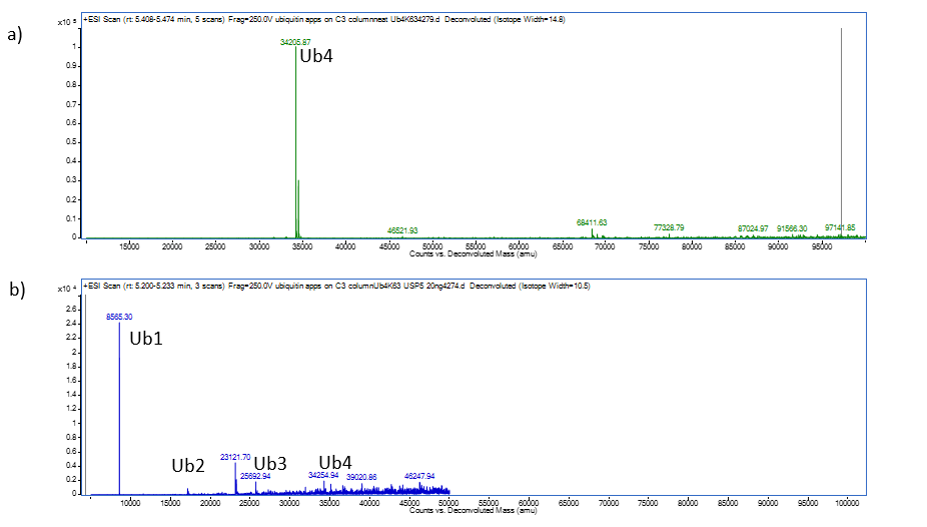 a)
+ESI Scan (rt: 5.408-5.474 min, 5 scans) Frag=250.0V ubiquitin apps on C3 columnneat Ub4K634279.d Deconvoluted (Isotope Width=14.8)
x10 5
34205.87
Ub4
1
0.9
0.8
0.7
0.6
0.5
0.4
0.3
0.2
0.1
0
46521.93
68411.63
77328.79
87024.97
91566.30
97141.85
15000 20000 25000 30000 35000 40000 45000 50000 55000 60000 65000 70000 75000 80000 85000 90000 95000
Counts vs. Deconvoluted Mass (amu)
b)
+ESI Scan (rt: 5.200-5.233 min, 3 scans) Frag=250.0V ubiquitin apps on C3 columnUb4K63 USP5 20ng4274.d Deconvoluted (Isotope Width=10.5)
x10 4
2.6
2.4
2.2
2
1.8
1.6
1.4
1.2
1
0.8
0.6
0.4
0.2
8565.30
Ub1
Ub2
23121.70
25692.94
Ub3
34254.94
Ub4
39020.86
46247.94
10000 15000 20000 25000 30000 35000 40000 45000 50000 55000 60000 65000 70000 75000 80000 85000 90000 95000 100000
Counts vs. Deconvoluted Mass (amu)